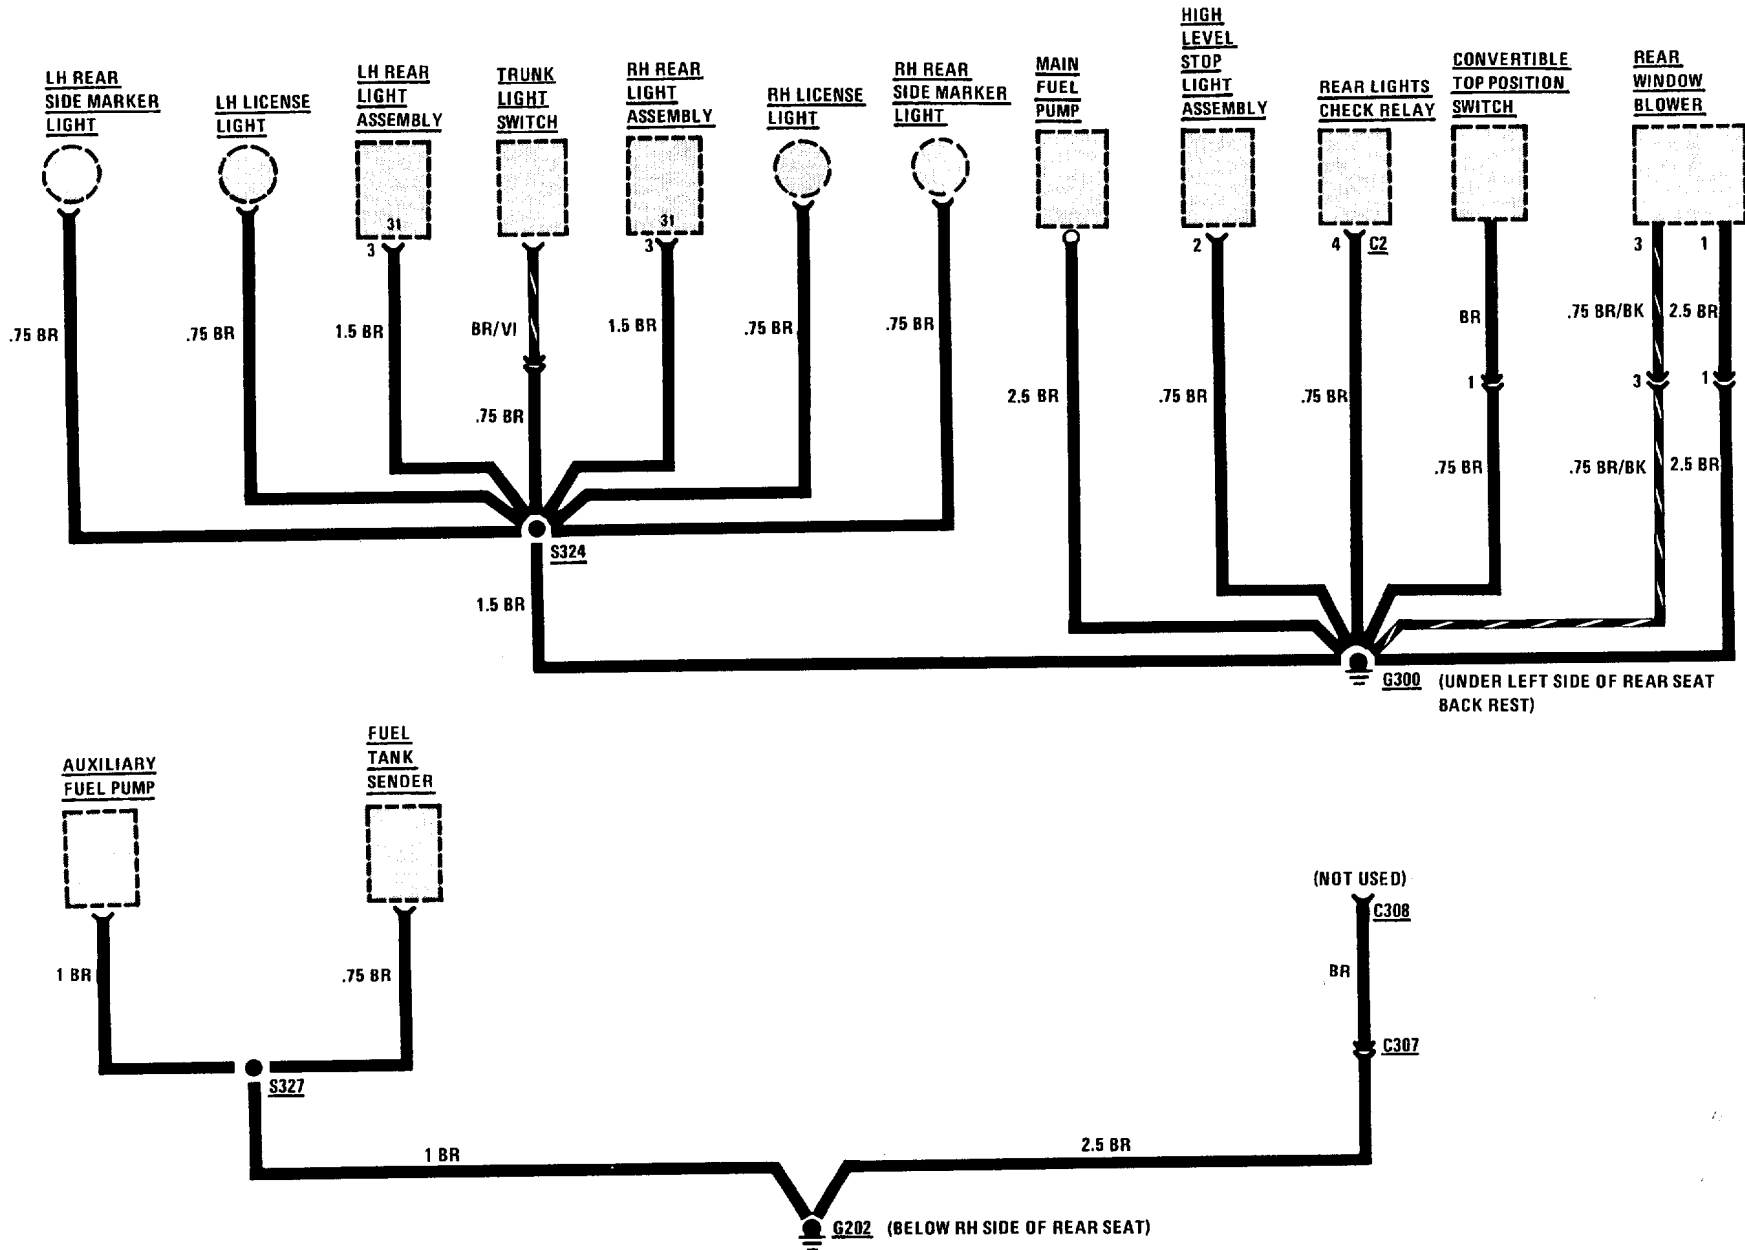 LH REAR
SIDE MARKER
LIGHT
LH LICENSE
LIGHT
LH REAR
LIGHT
ASSEMBLY
TRUNK
LIGHT
SWITCH
RH REAR
LIGHT
ASSEMBLY
RH LICENSE
LIGHT
RH REAR
SIDE MARKER
LIGHT
MAIN
FUEL
PUMP
HIGH
LEVEL
STOP
LIGHT
ASSEMBLY
REAR LIGHTS
CHECK RELAY
CONVERTIBLE
TOP POSITION
SWITCH
REAR
WINDOW
BLOWER
31
3
31
3
2
4
C2
3
1
.75 BR
.75 BR
1.5 BR
BR/VI
1.5 BR
.75 BR
.75 BR
BR
.75 BR/BK
2.5 BR
1
3
1
.75 BR
2.5 BR
.75 BR
.75 BR
.75 BR
.75 BR/BK
2.5 BR
S324
1.5 BR
G300 (UNDER LEFT SIDE OF REAR SEAT
BACK REST)
AUXILIARY
FUEL PUMP
FUEL
TANK
SENDER
(NOT USED)
C308
1 BR
.75 BR
BR
C307
S327
1 BR
2.5 BR
G202 (BELOW RH SIDE OF REAR SEAT)